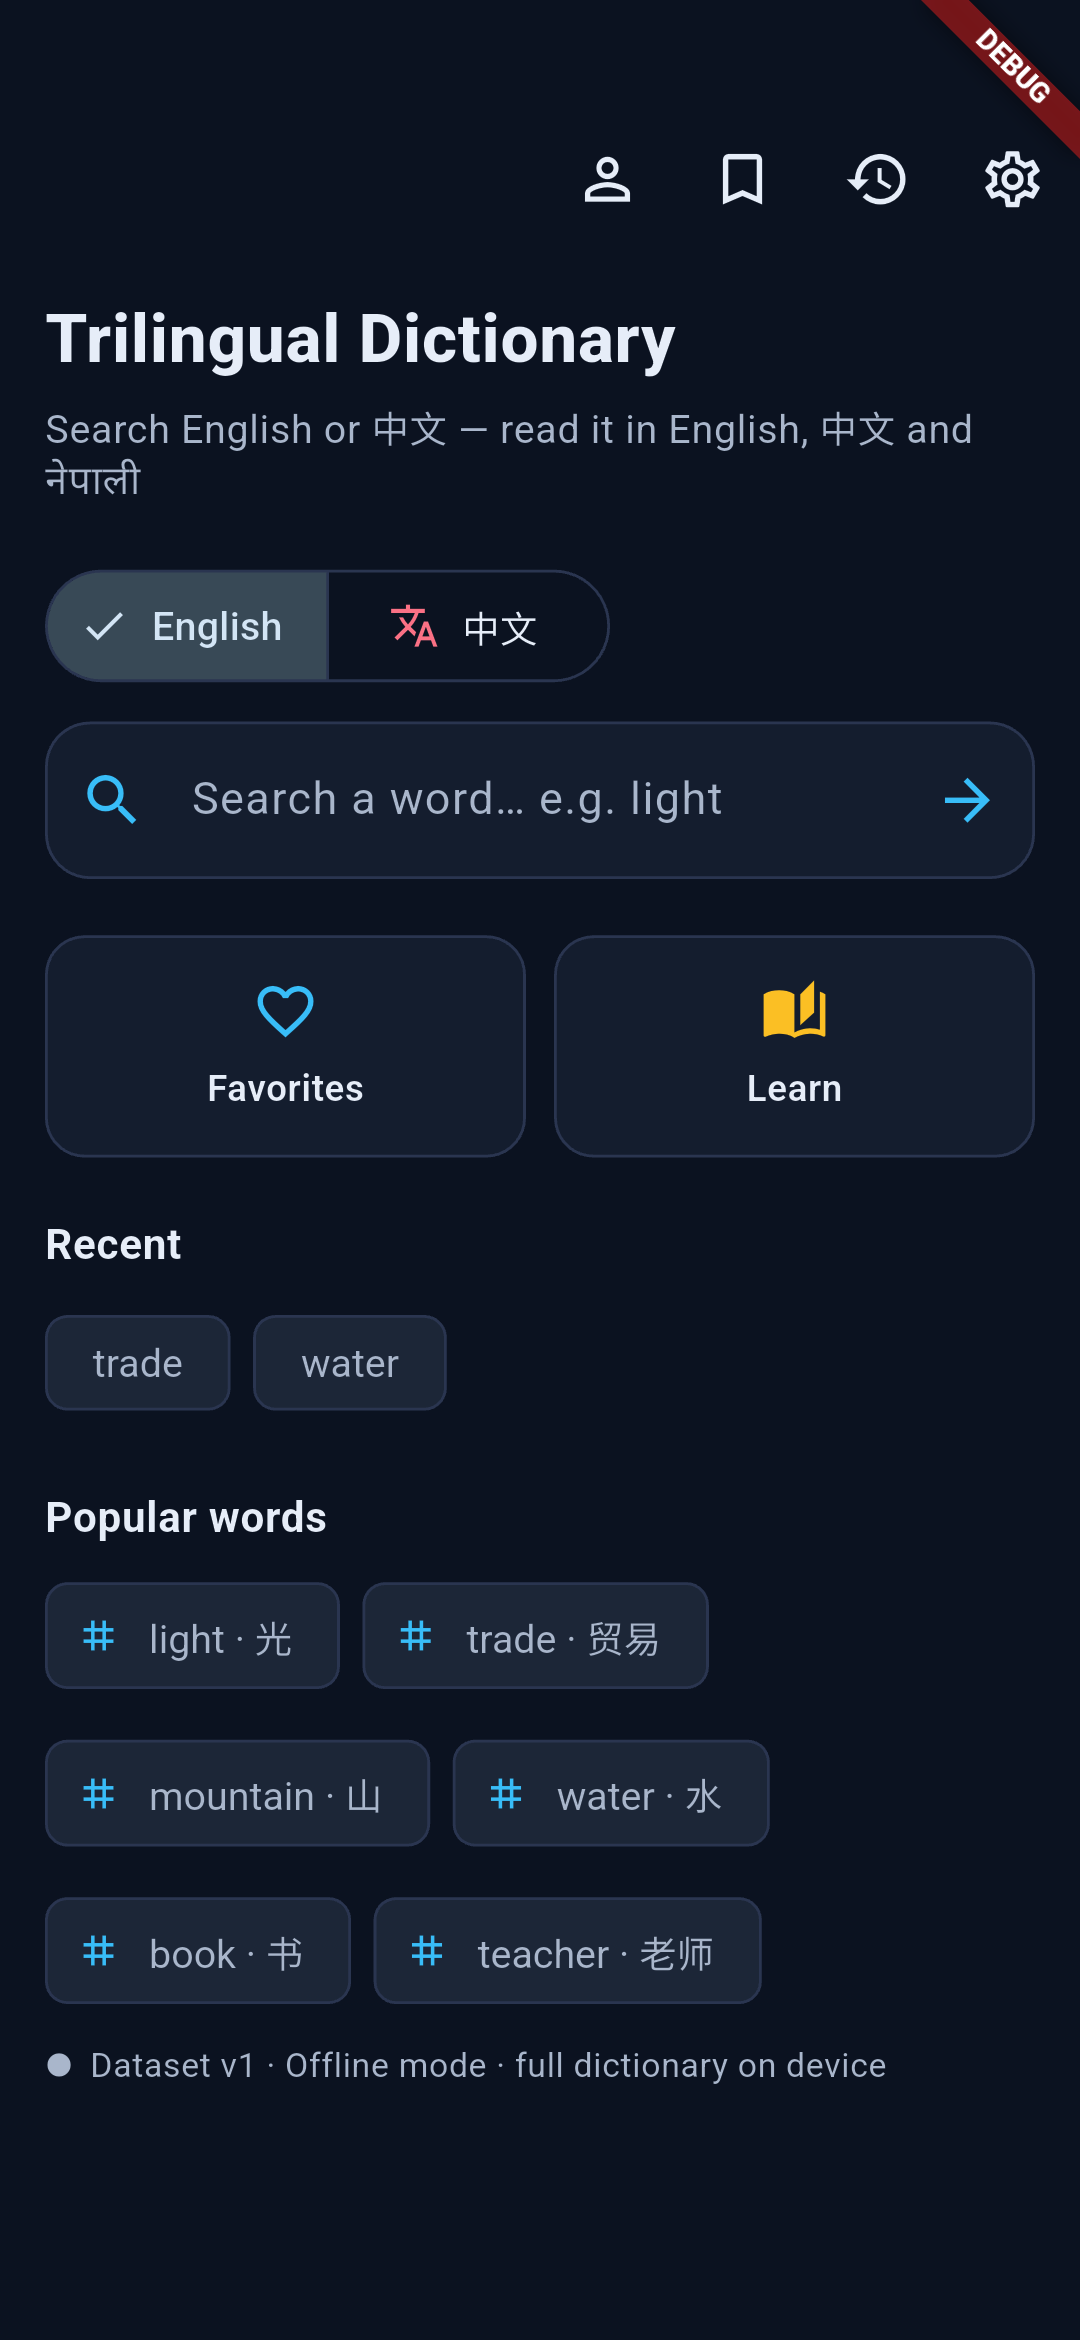 DEBUG
Trilingual Dictionary
Search English or 中文 — read it in English, 中文 and
नेपाली
English
中文
Search a word… e.g. light
Favorites
Learn
Recent
trade
water
Popular words
light · 光
trade · 贸易
mountain · 山
water · 水
book · 书
teacher · 老师
Dataset v1 · Offline mode · full dictionary on device